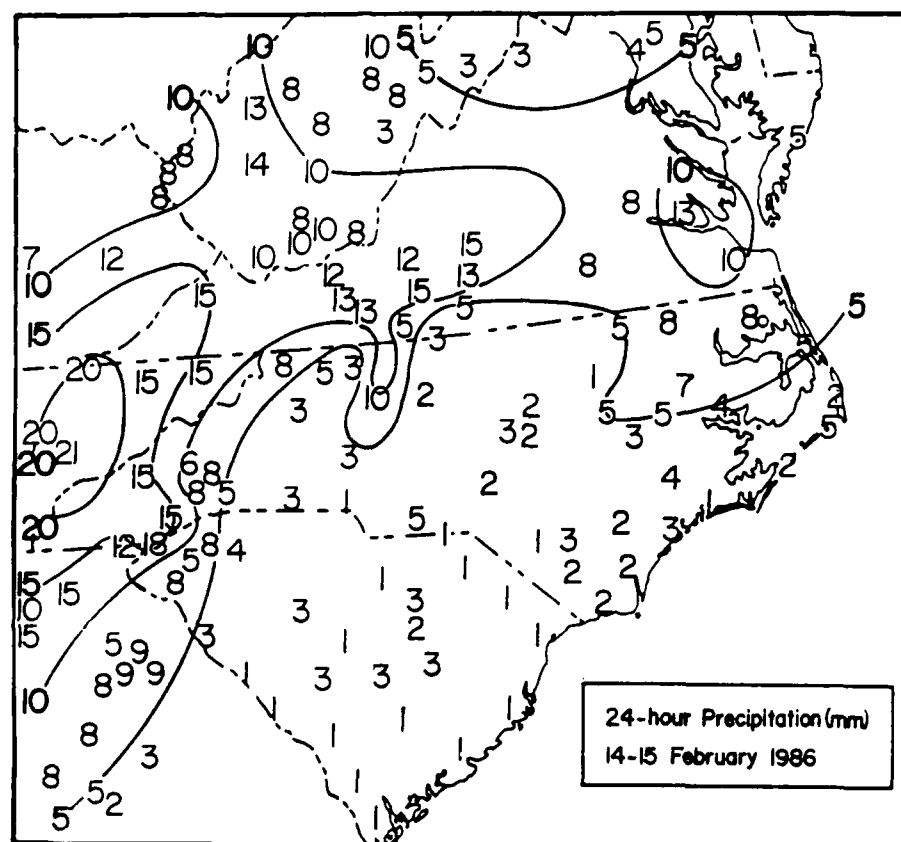 10 10 5 5 5
4
8 5 3 3
10 13 8 8
8 3 5
8 14 10 10
8
8 8 8 13
8 10 10 8
7 12 10 12 12 15 8 10
10 15 13 13 15 13
13 5 5 5 8 8 8 5
15 3
20 15 15 8 5 3 1 7
3 10 2 2 5 5 4
20 3 2 3 5
20 21 15 6 8 3 4 2
8 5 3 2
20 15 5 2 3
12 18 8 4 1 1 3
15 8 5 1 1 2 2
10 15 3 3 1 2
15 3 1 2 1
5 9 3
8 9 9 1 3 3
10 1 1 1
8 1 1
8 3 1
5 5 2 1
24-hour Precipitation (mm)
14-15 February 1986